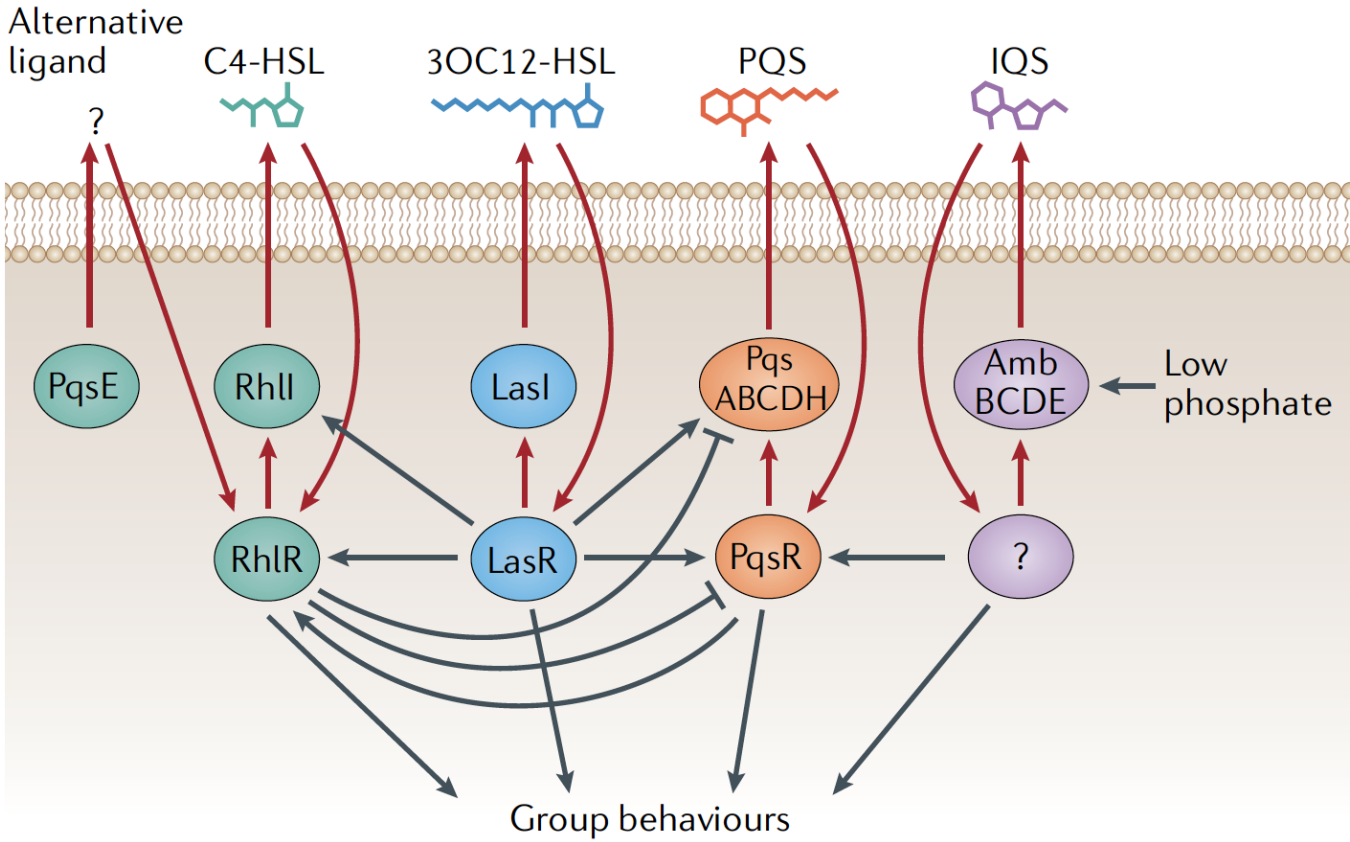 Alternative
ligand
?
C4-HSL
3OC12-HSL
PQS
IQS
PqsE
RhlI
LasI
Pqs
ABCDH
Amb
BCDE
Low
phosphate
RhlR
LasR
PqsR
?
Group behaviours